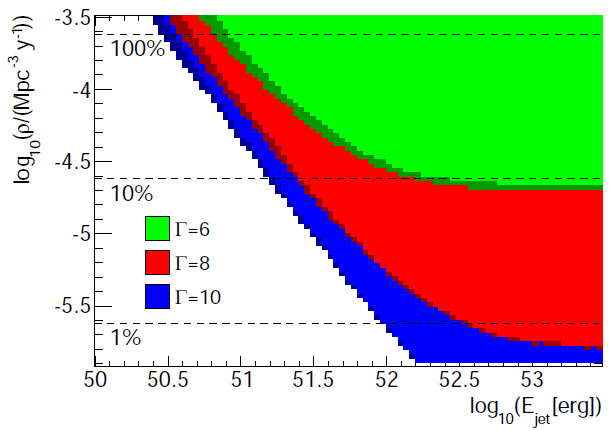 log₁₀(ρ/(Mpc⁻³ y⁻¹))
-3.5
100%
-4
-4.5
10%
Γ=6
-5
Γ=8
Γ=10
-5.5
1%
50 50.5 51 51.5 52 52.5 53
log₁₀(E_jet[erg])